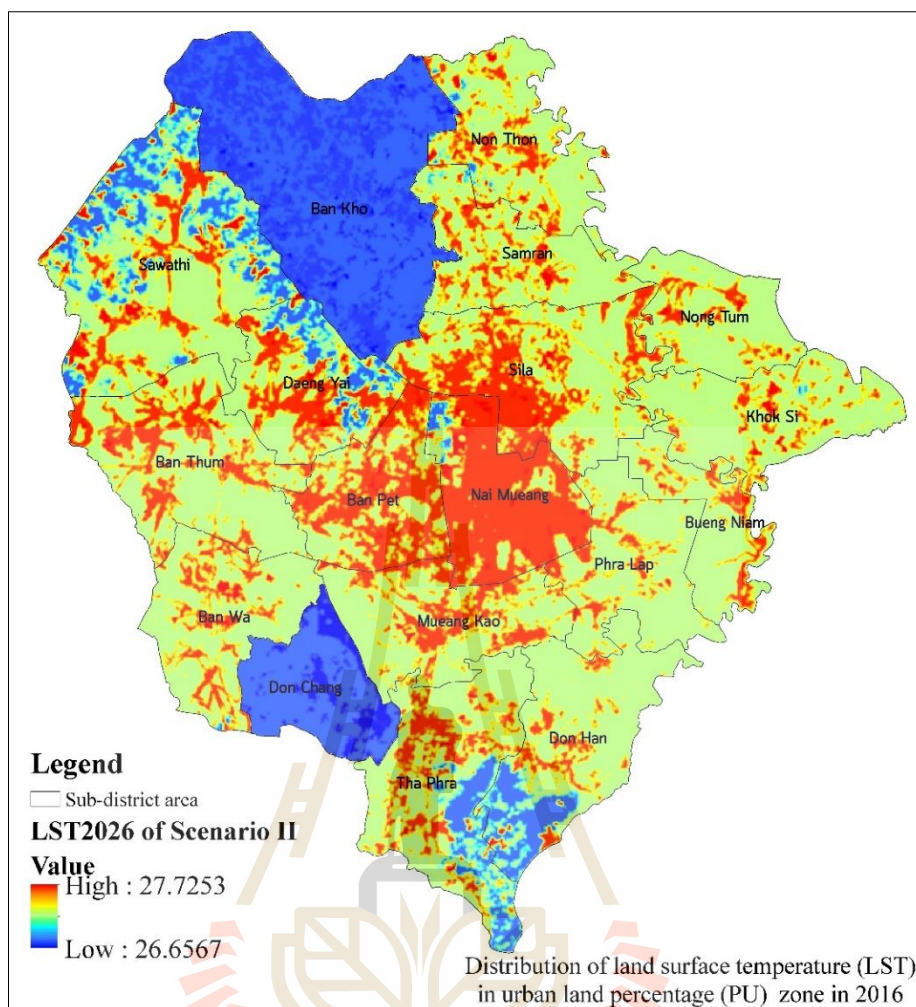 Non Thon
Ban Kho
Samran
Sawathi
Nong Tum
Sila
Daeng Yai
Khok Si
Ban Thum
Ban Pet
Nai Mueang
Bueng Niam
Phra Lap
Ban Wa
Mueang Kao
Don Chang
Don Han
Tha Phra
Legend
Sub-district area
LST2026 of Scenario II
Value
High : 27.7253
Low : 26.6567
Distribution of land surface temperature (LST)
in urban land percentage (PU) zone in 2016